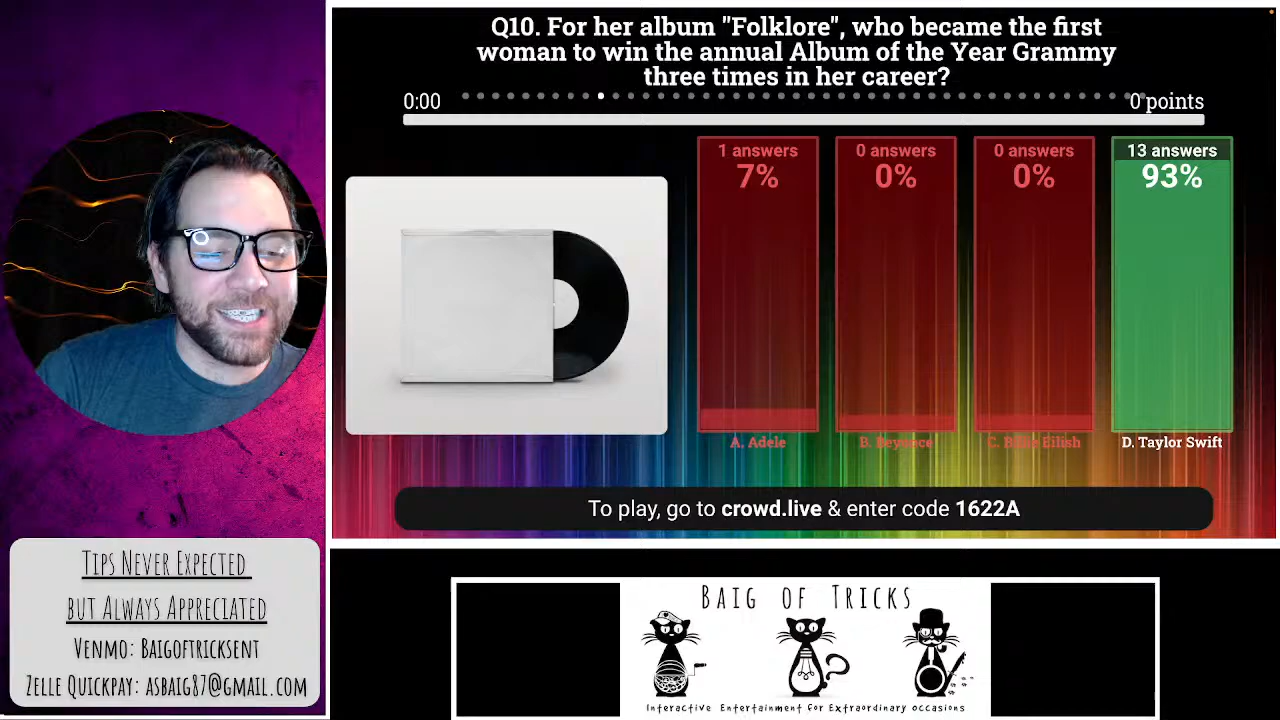 Q10. For her album "Folklore", who became the first
woman to win the annual Album of the Year Grammy
three times in her career?
0:00
0 points
1 answers
7%
0 answers
0%
0 answers
0%
13 answers
93%
A. Adele
B. Beyonce
C. Billie Eilish
D. Taylor Swift
To play, go to crowd.live & enter code 1622A
Tips Never Expected
but Always Appreciated
Venmo: Baigoftricksent
Zelle Quickpay: asbaig87@gmail.com
Baig of Tricks
Interactive Entertainment for Extraordinary Occasions